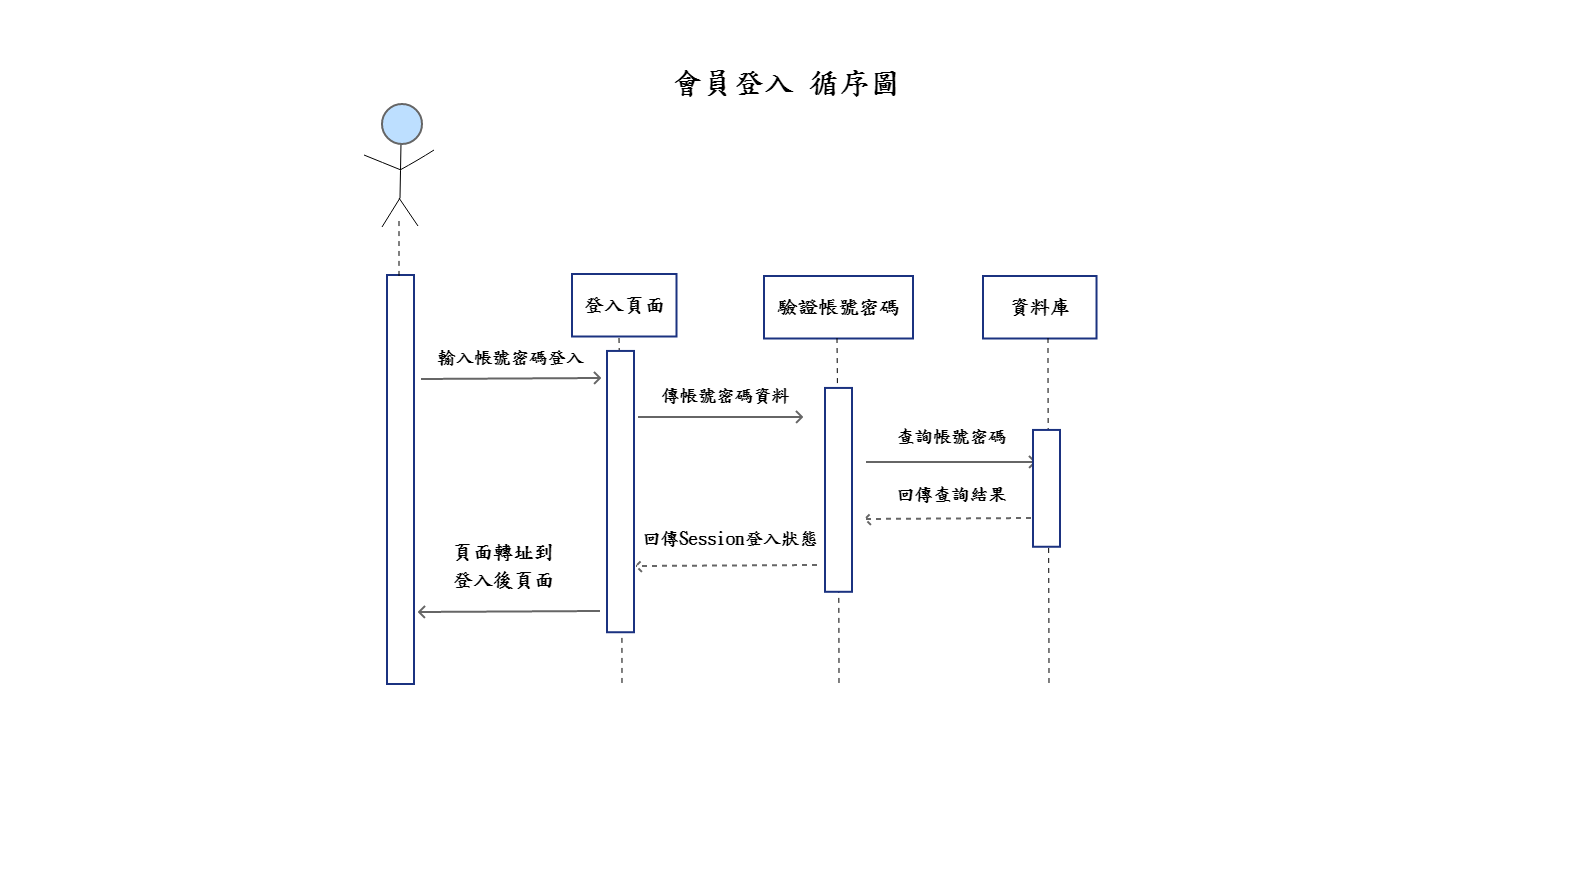 會員登入 循序圖
登入頁面
驗證帳號密碼
資料庫
輸入帳號密碼登入
傳帳號密碼資料
查詢帳號密碼
回傳查詢結果
回傳Session登入狀態
頁面轉址到
登入後頁面